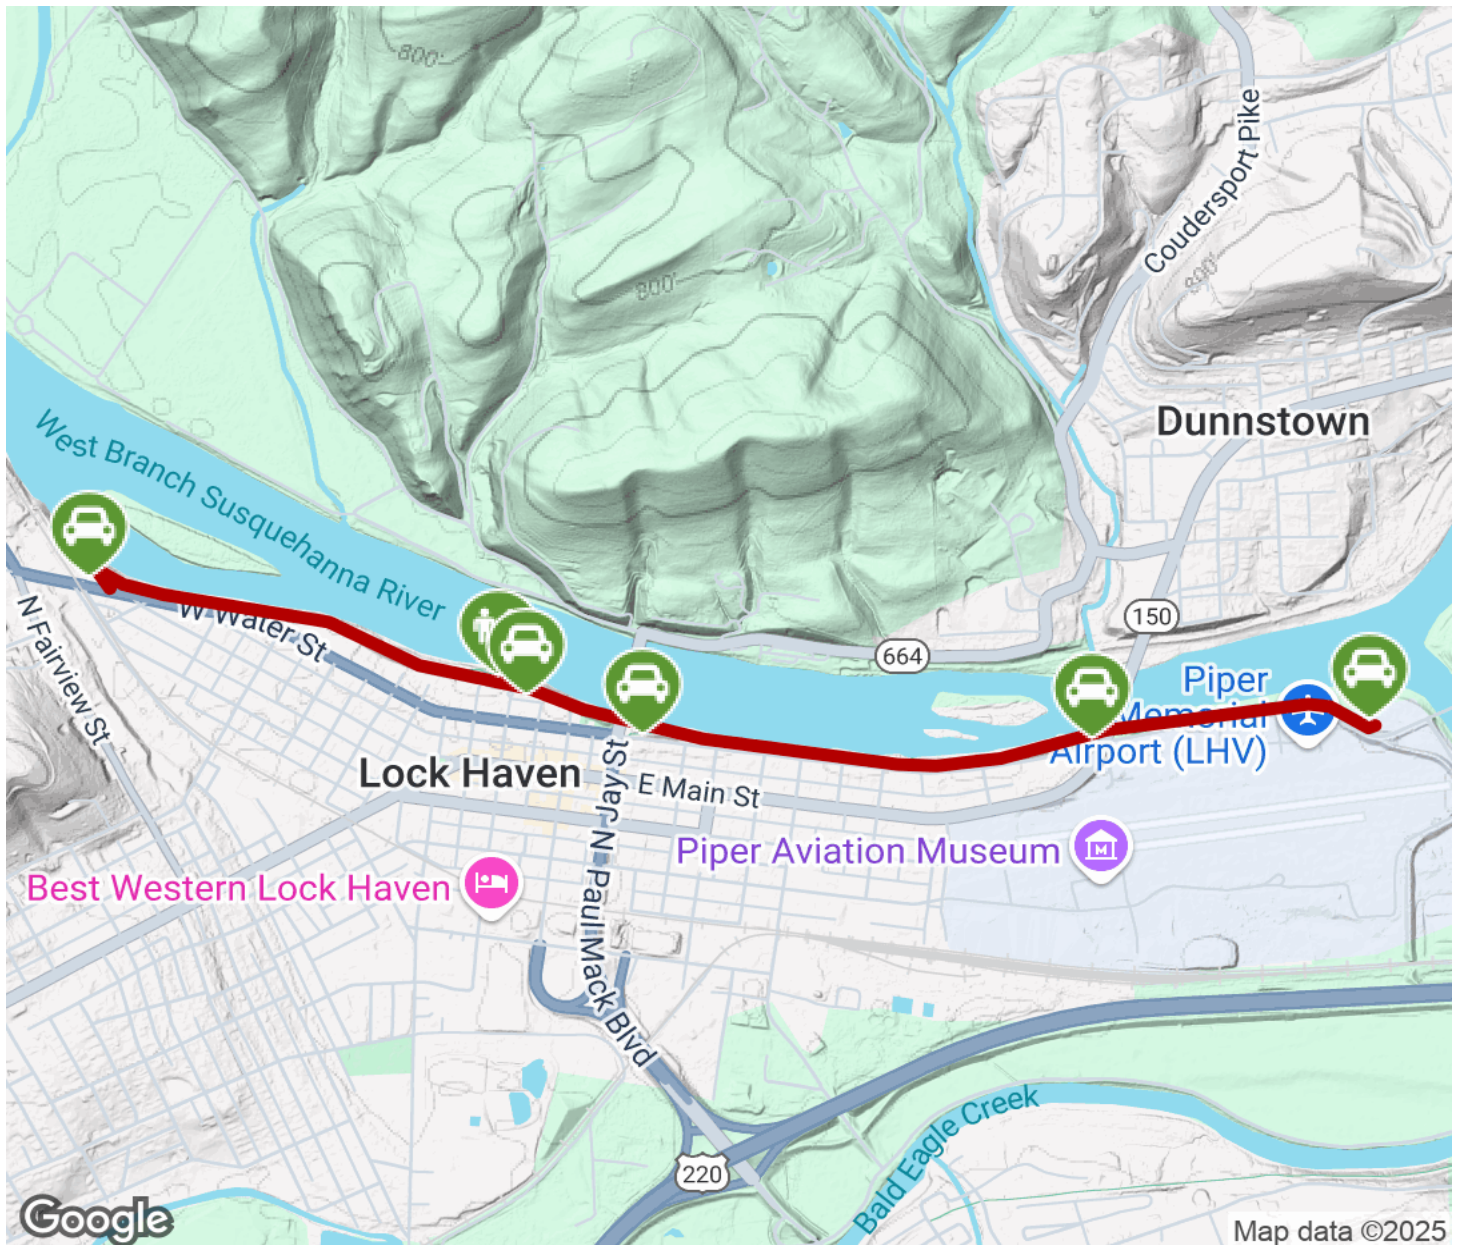 800'
Coudersport Pike
800'
800'
Dunnstown
West Branch Susquehanna River
N Fairview St
W Water St
150
664
Piper
Memorial
Airport (LHV)
Lock Haven
E Main St
N Jay St
Piper Aviation Museum
Best Western Lock Haven
Paul Mack Blvd
220
Bald Eagle Creek
Google
Map data ©2025